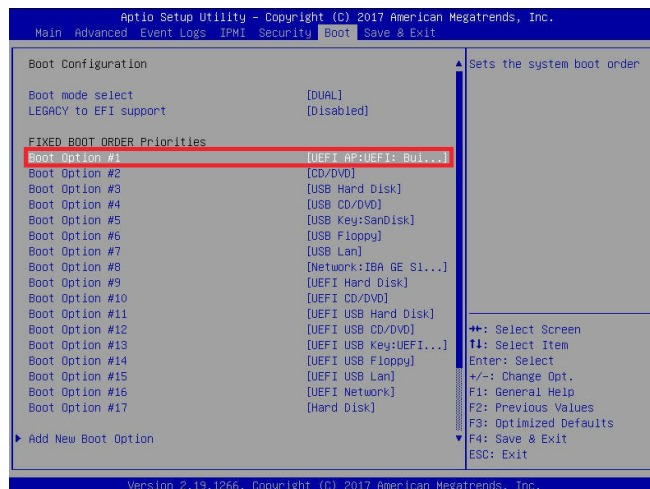 Aptio Setup Utility – Copyright (C) 2017 American Megatrends, Inc.
Main Advanced Event Logs IPMI Security Boot Save & Exit
Boot Configuration
Boot mode select [DUAL]
LEGACY to EFI support [Disabled]
FIXED BOOT ORDER Priorities
Boot Option #1 [UEFI AP:UEFI: Bui...]
Boot Option #2 [CD/DVD]
Boot Option #3 [USB Hard Disk]
Boot Option #4 [USB CD/DVD]
Boot Option #5 [USB Key:SanDisk]
Boot Option #6 [USB Floppy]
Boot Option #7 [USB Lan]
Boot Option #8 [Network:IBA GE Sl...]
Boot Option #9 [UEFI Hard Disk]
Boot Option #10 [UEFI CD/DVD]
Boot Option #11 [UEFI USB Hard Disk]
Boot Option #12 [UEFI USB CD/DVD]
Boot Option #13 [UEFI USB Key:UEFI...]
Boot Option #14 [UEFI USB Floppy]
Boot Option #15 [UEFI USB Lan]
Boot Option #16 [UEFI Network]
Boot Option #17 [Hard Disk]
Add New Boot Option
Sets the system boot order
→←: Select Screen
↑↓: Select Item
Enter: Select
+/-: Change Opt.
F1: General Help
F2: Previous Values
F3: Optimized Defaults
F4: Save & Exit
ESC: Exit
Version 2.19.1266. Copyright (C) 2017 American Megatrends, Inc.